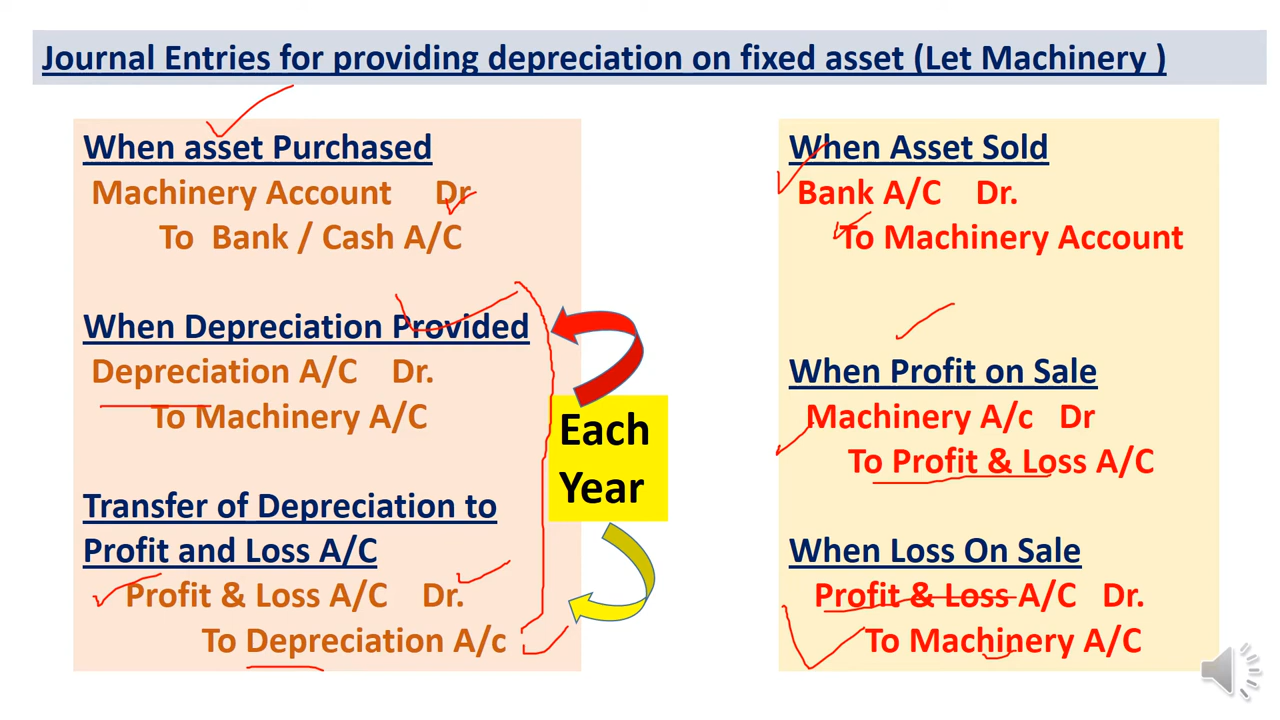 Journal Entries for providing depreciation on fixed asset (Let Machinery )
When asset Purchased
Machinery Account Dr
To Bank / Cash A/C
When Depreciation Provided
Depreciation A/C Dr.
To Machinery A/C
Transfer of Depreciation to
Profit and Loss A/C
Profit & Loss A/C Dr.
To Depreciation A/c
Each
Year
When Asset Sold
Bank A/C Dr.
To Machinery Account
When Profit on Sale
Machinery A/c Dr
To Profit & Loss A/C
When Loss On Sale
Profit & Loss A/C Dr.
To Machinery A/C